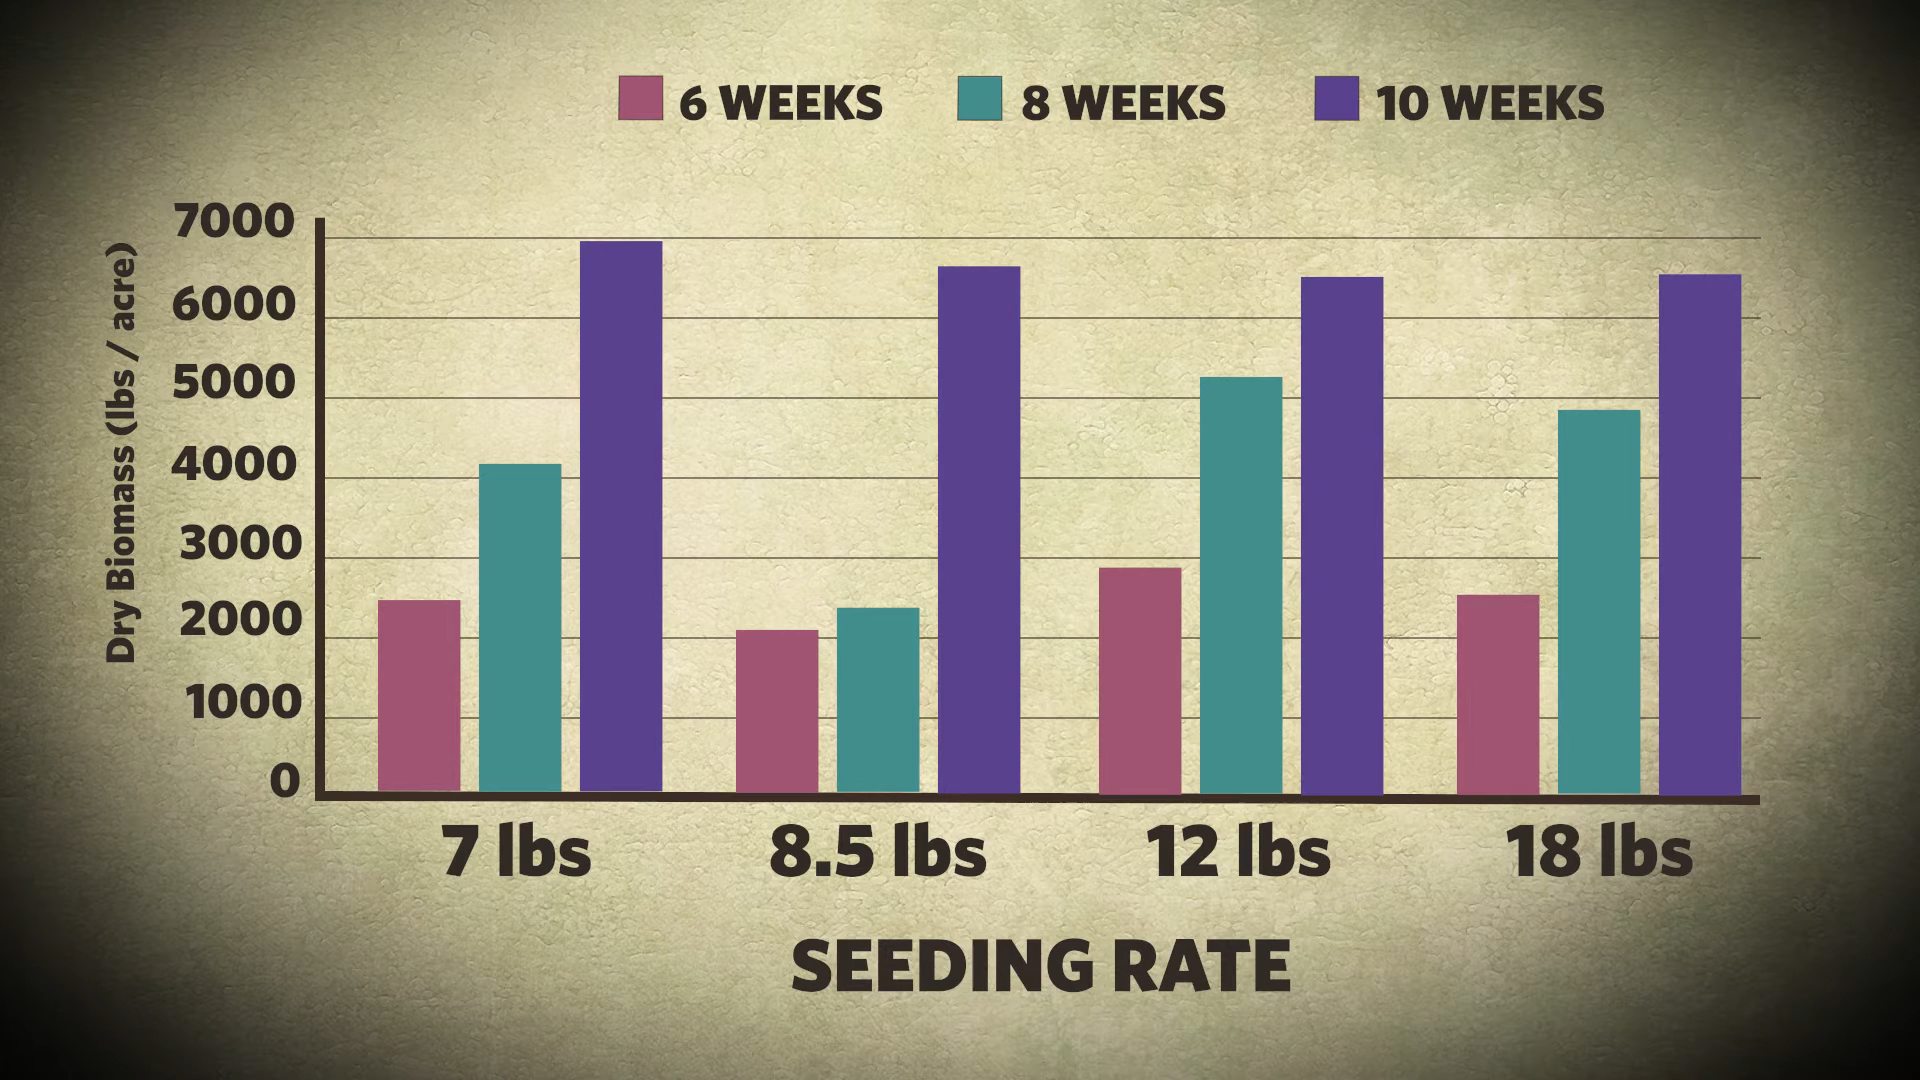 6 WEEKS 8 WEEKS 10 WEEKS
Dry Biomass (lbs / acre)
7000
6000
5000
4000
3000
2000
1000
0
7 lbs 8.5 lbs 12 lbs 18 lbs
SEEDING RATE